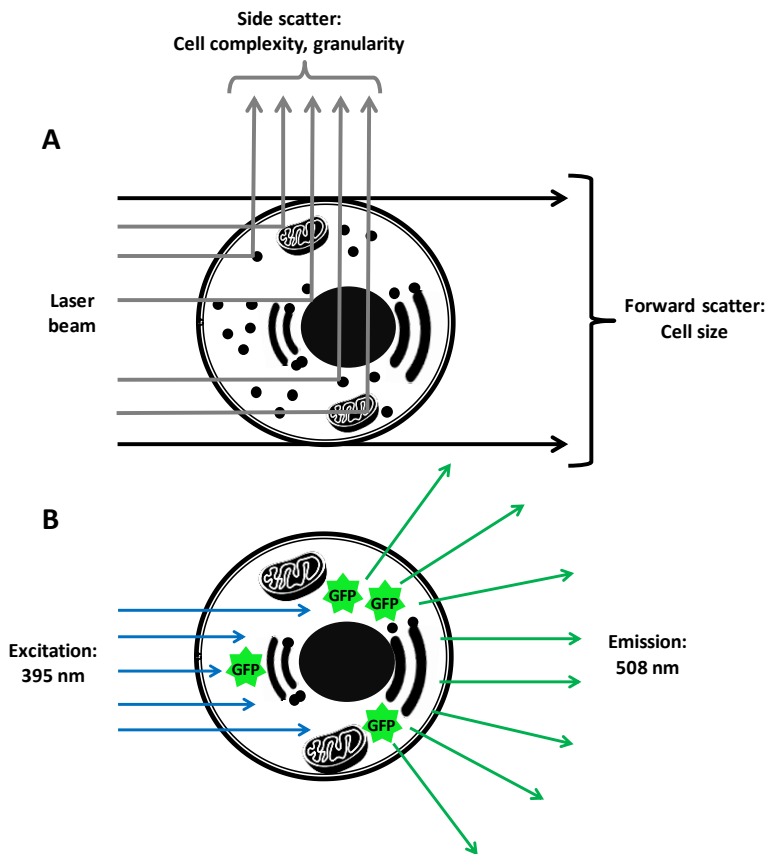 Side scatter:
Cell complexity, granularity
A
Laser
beam
Forward scatter:
Cell size
B
GFP
GFP
Excitation:
395 nm
GFP
Emission:
508 nm
GFP